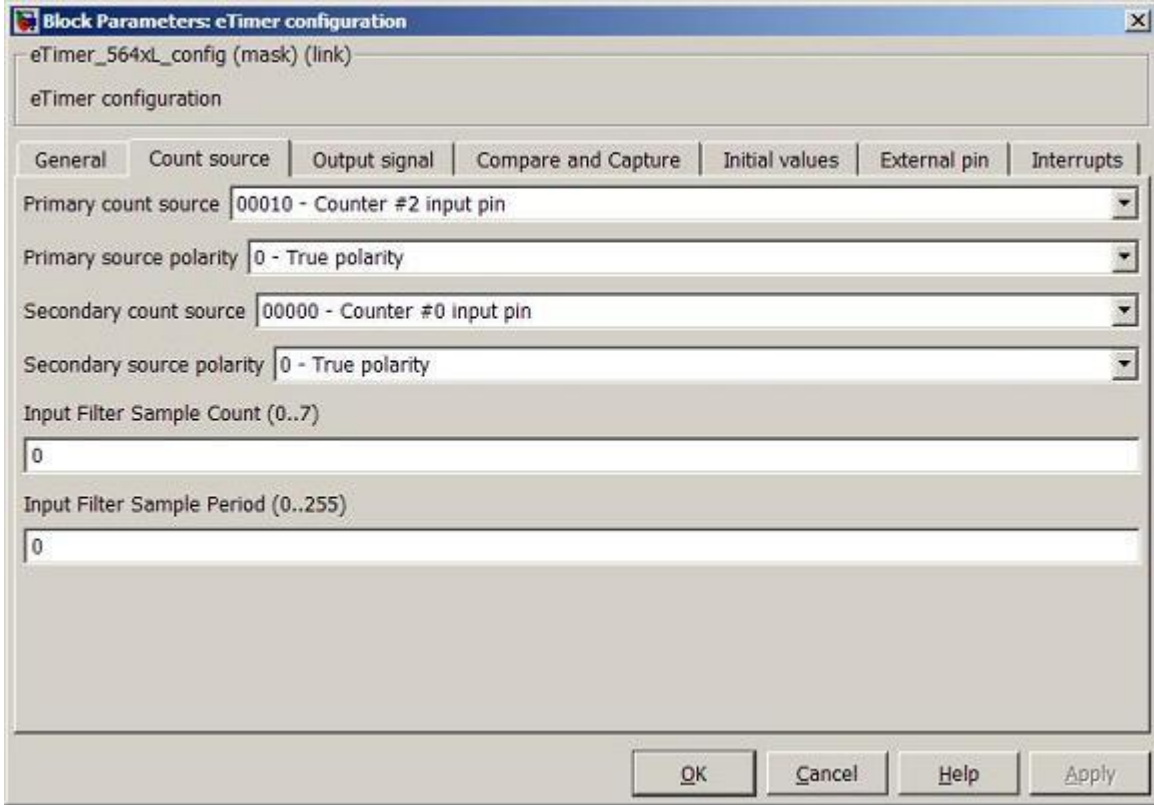 Block Parameters: eTimer configuration
eTimer_564xL_config (mask) (link)
eTimer configuration
General Count source Output signal Compare and Capture Initial values External pin Interrupts
Primary count source 00010 - Counter #2 input pin
Primary source polarity 0 - True polarity
Secondary count source 00000 - Counter #0 input pin
Secondary source polarity 0 - True polarity
Input Filter Sample Count (0..7)
0
Input Filter Sample Period (0..255)
0
OK Cancel Help Apply